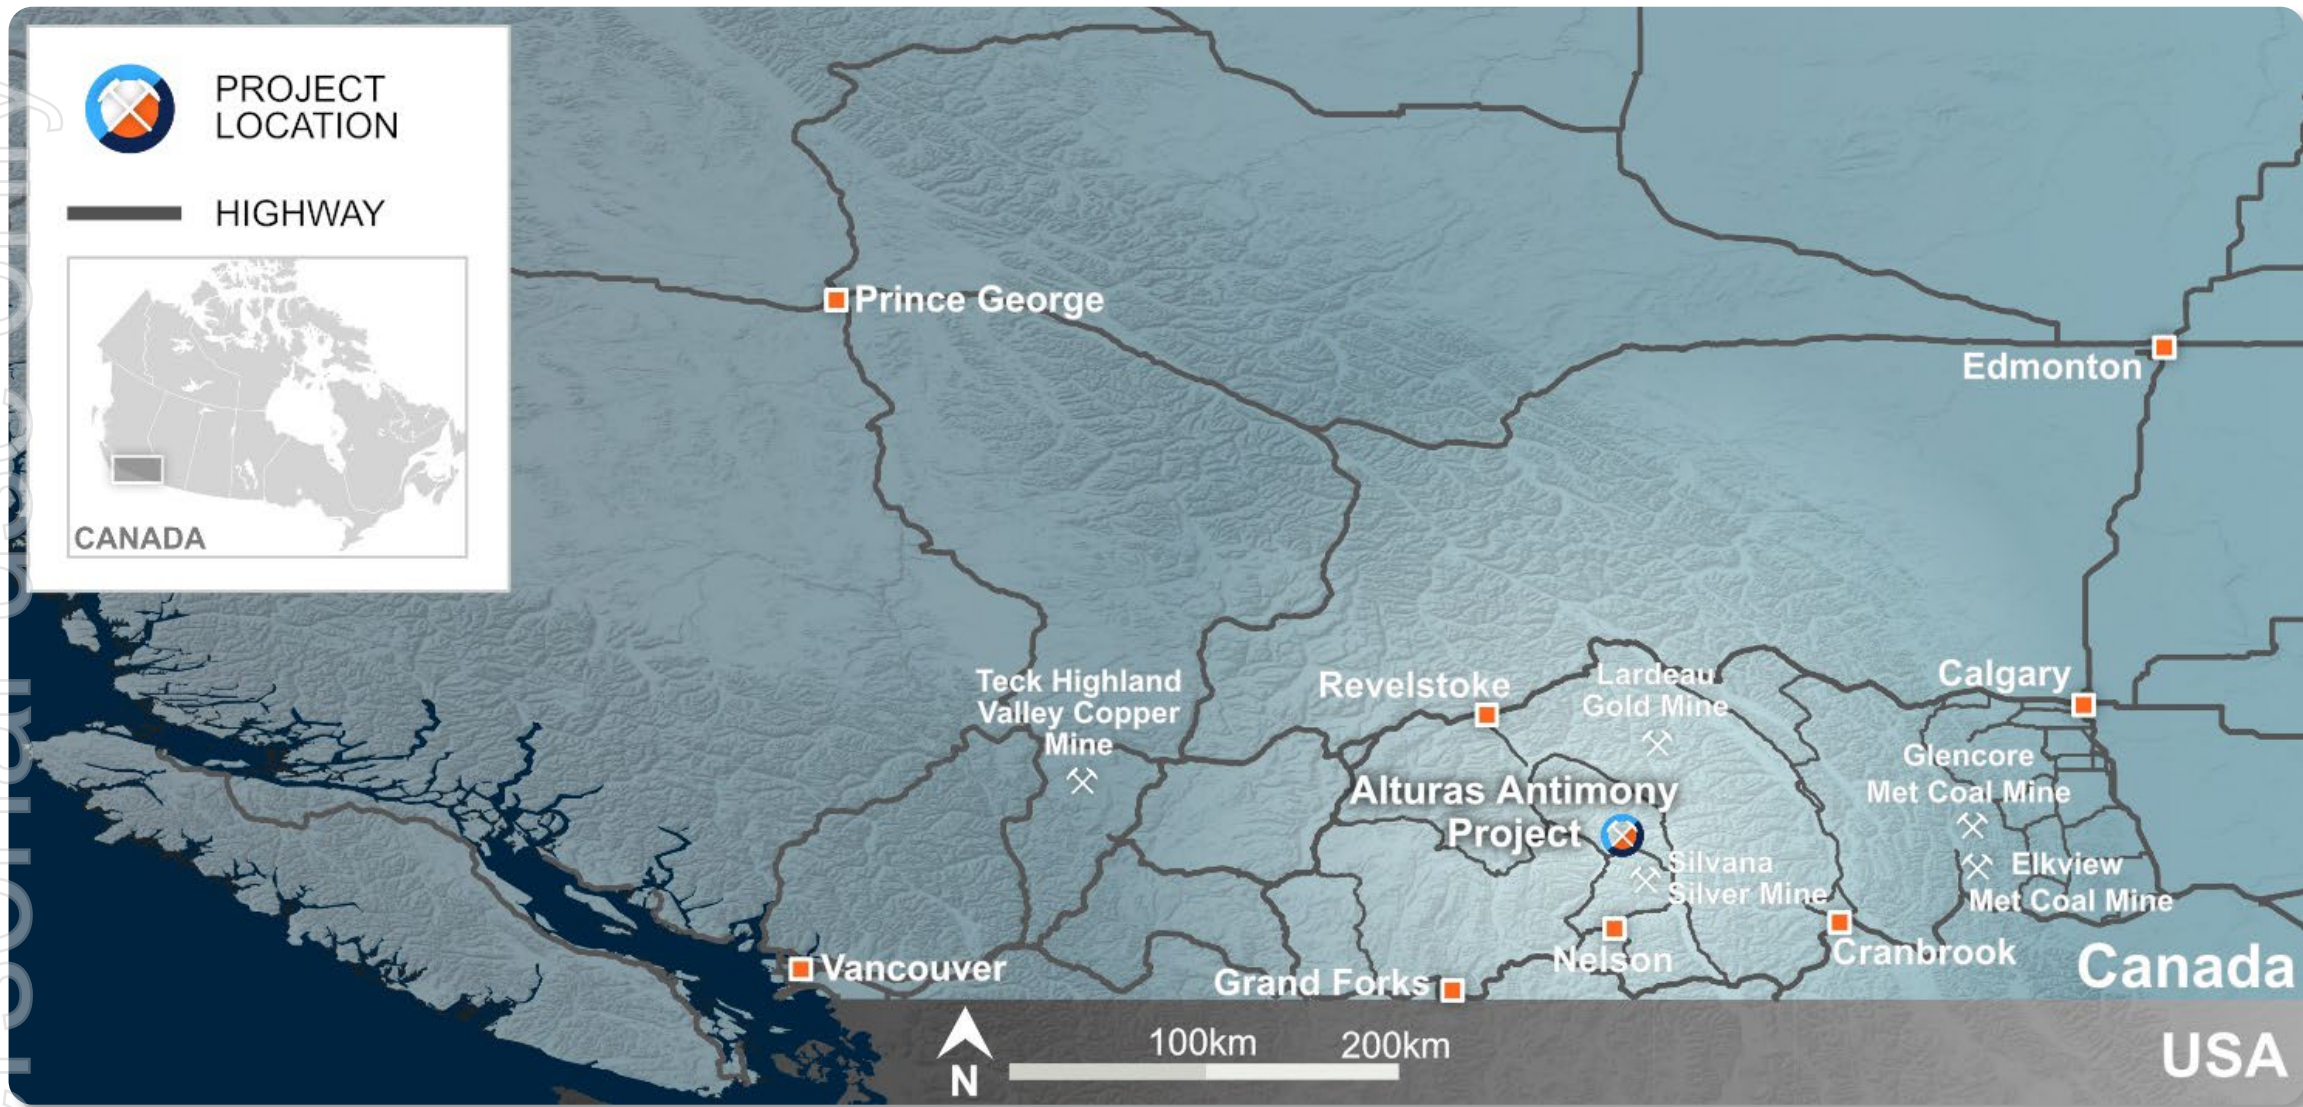 PROJECT
LOCATION
HIGHWAY
CANADA
Prince George
Edmonton
Teck Highland
Valley Copper
Mine
Revelstoke
Lardeau
Gold Mine
Calgary
Glencore
Met Coal Mine
Alturas Antimony
Project
Silvana
Silver Mine
Elkview
Met Coal Mine
Vancouver
Grand Forks
Nelson
Cranbrook
Canada
USA
N
100km
200km